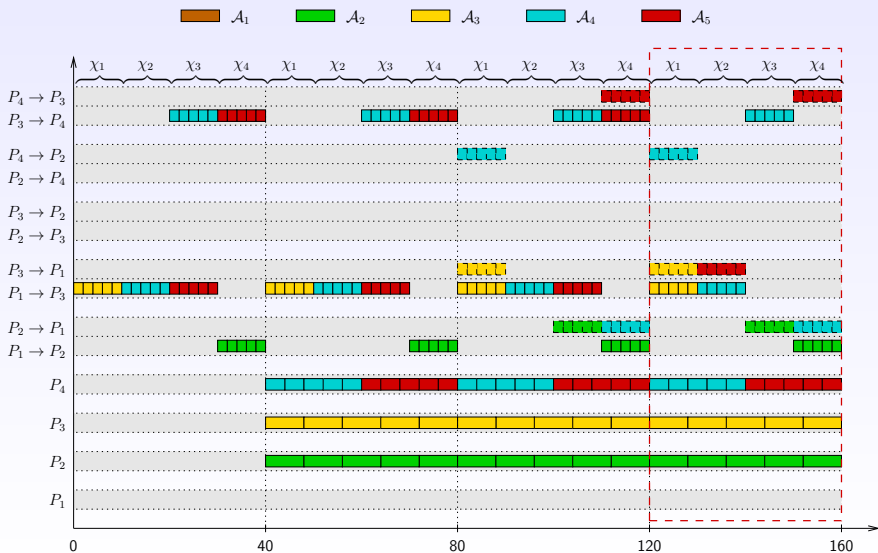 𝒜₁ 𝒜₂ 𝒜₃ 𝒜₄ 𝒜₅
χ₁ χ₂ χ₃ χ₄ χ₁ χ₂ χ₃ χ₄ χ₁ χ₂ χ₃ χ₄ χ₁ χ₂ χ₃ χ₄
P₄ → P₃
P₃ → P₄
P₄ → P₂
P₂ → P₄
P₃ → P₂
P₂ → P₃
P₃ → P₁
P₁ → P₃
P₂ → P₁
P₁ → P₂
P₄
P₃
P₂
P₁
0 40 80 120 160